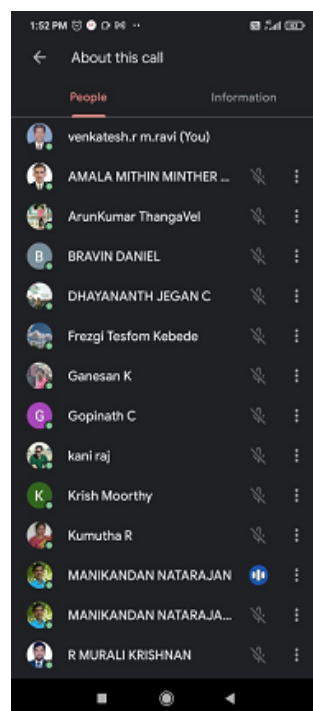 1:52 PM
About this call
People Information
venkatesh.r m.ravi (You)
AMALA MITHIN MINTHER ...
ArunKumar ThangaVel
B BRAVIN DANIEL
DHAYANANTH JEGAN C
Frezgi Tesfom Kebede
Ganesan K
G Gopinath C
kani raj
K Krish Moorthy
Kumutha R
MANIKANDAN NATARAJAN
MANIKANDAN NATARAJA...
R MURALI KRISHNAN